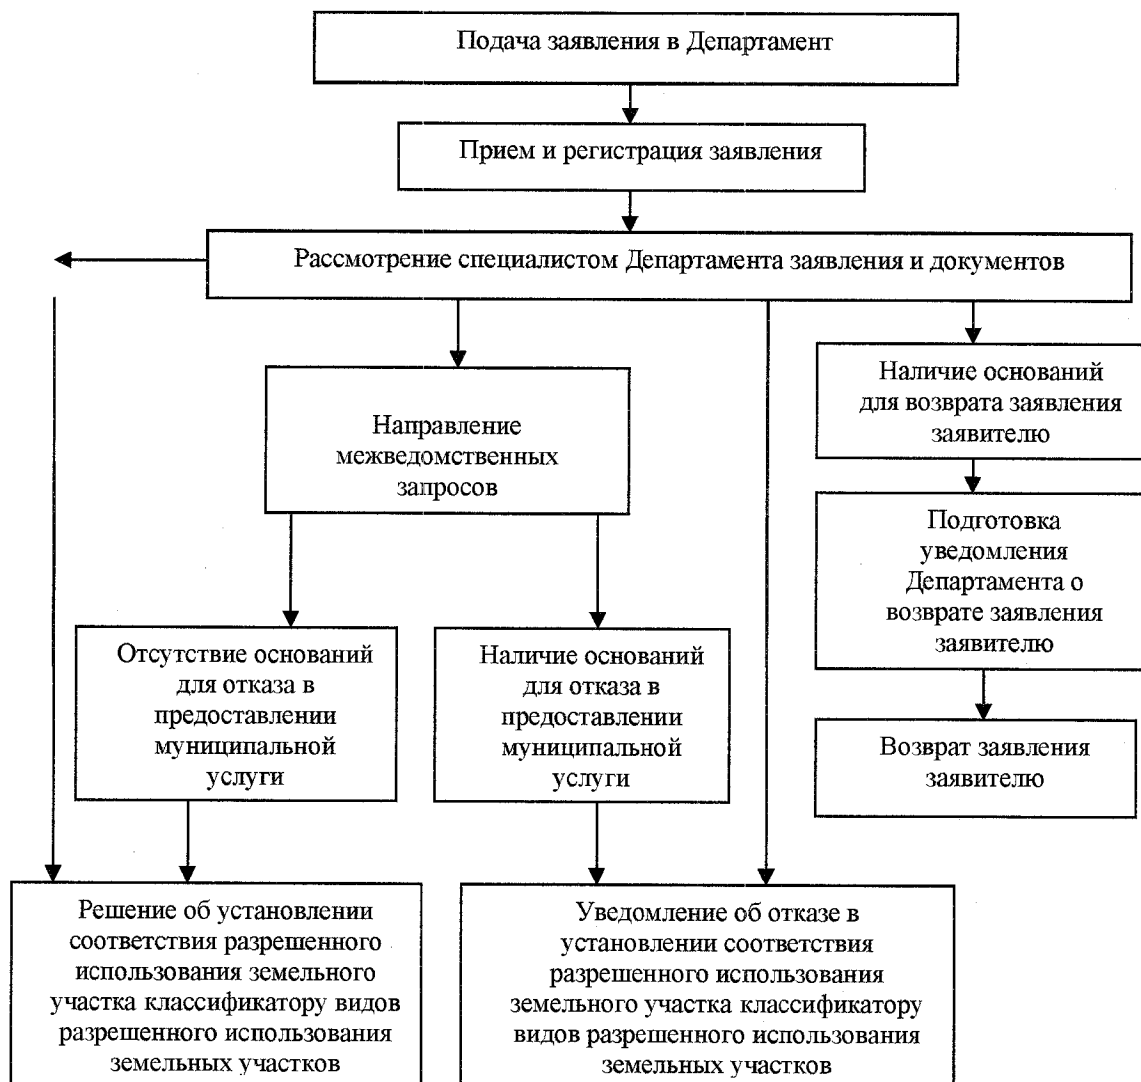 Подача заявления в Департамент
Прием и регистрация заявления
Рассмотрение специалистом Департамента заявления и документов
Направление
межведомственных
запросов
Наличие оснований
для возврата заявления
заявителю
Подготовка
уведомления
Департамента о
возврате заявления
заявителю
Возврат заявления
заявителю
Отсутствие оснований
для отказа в
предоставлении
муниципальной
услуги
Наличие оснований
для отказа в
предоставлении
муниципальной
услуги
Решение об установлении
соответствия разрешенного
использования земельного
участка классификатору видов
разрешенного использования
земельных участков
Уведомление об отказе в
установлении соответствия
разрешенного использования
земельного участка классификатору
видов разрешенного использования
земельных участков